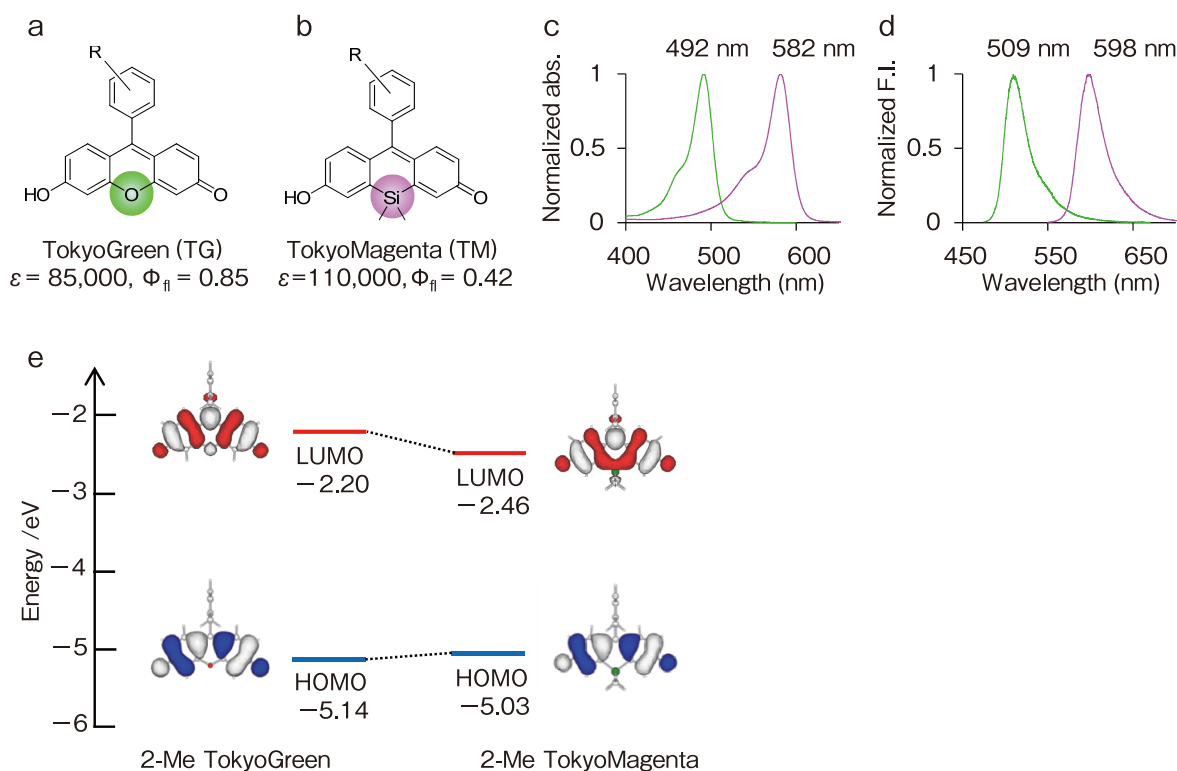 a
b
c
d
R
HO
O
O
R
HO
Si
O
TokyoGreen (TG)
ε= 85,000, Φfl = 0.85
TokyoMagenta (TM)
ε=110,000, Φfl = 0.42
492 nm 582 nm
Normalized abs.
1
0.5
0
400 500 600
Wavelength (nm)
509 nm 598 nm
Normalized F.I.
1
0.5
0
450 550 650
Wavelength (nm)
e
Energy /eV
−2
−3
−4
−5
−6
LUMO
−2.20
LUMO
−2.46
HOMO
−5.14
HOMO
−5.03
2-Me TokyoGreen
2-Me TokyoMagenta